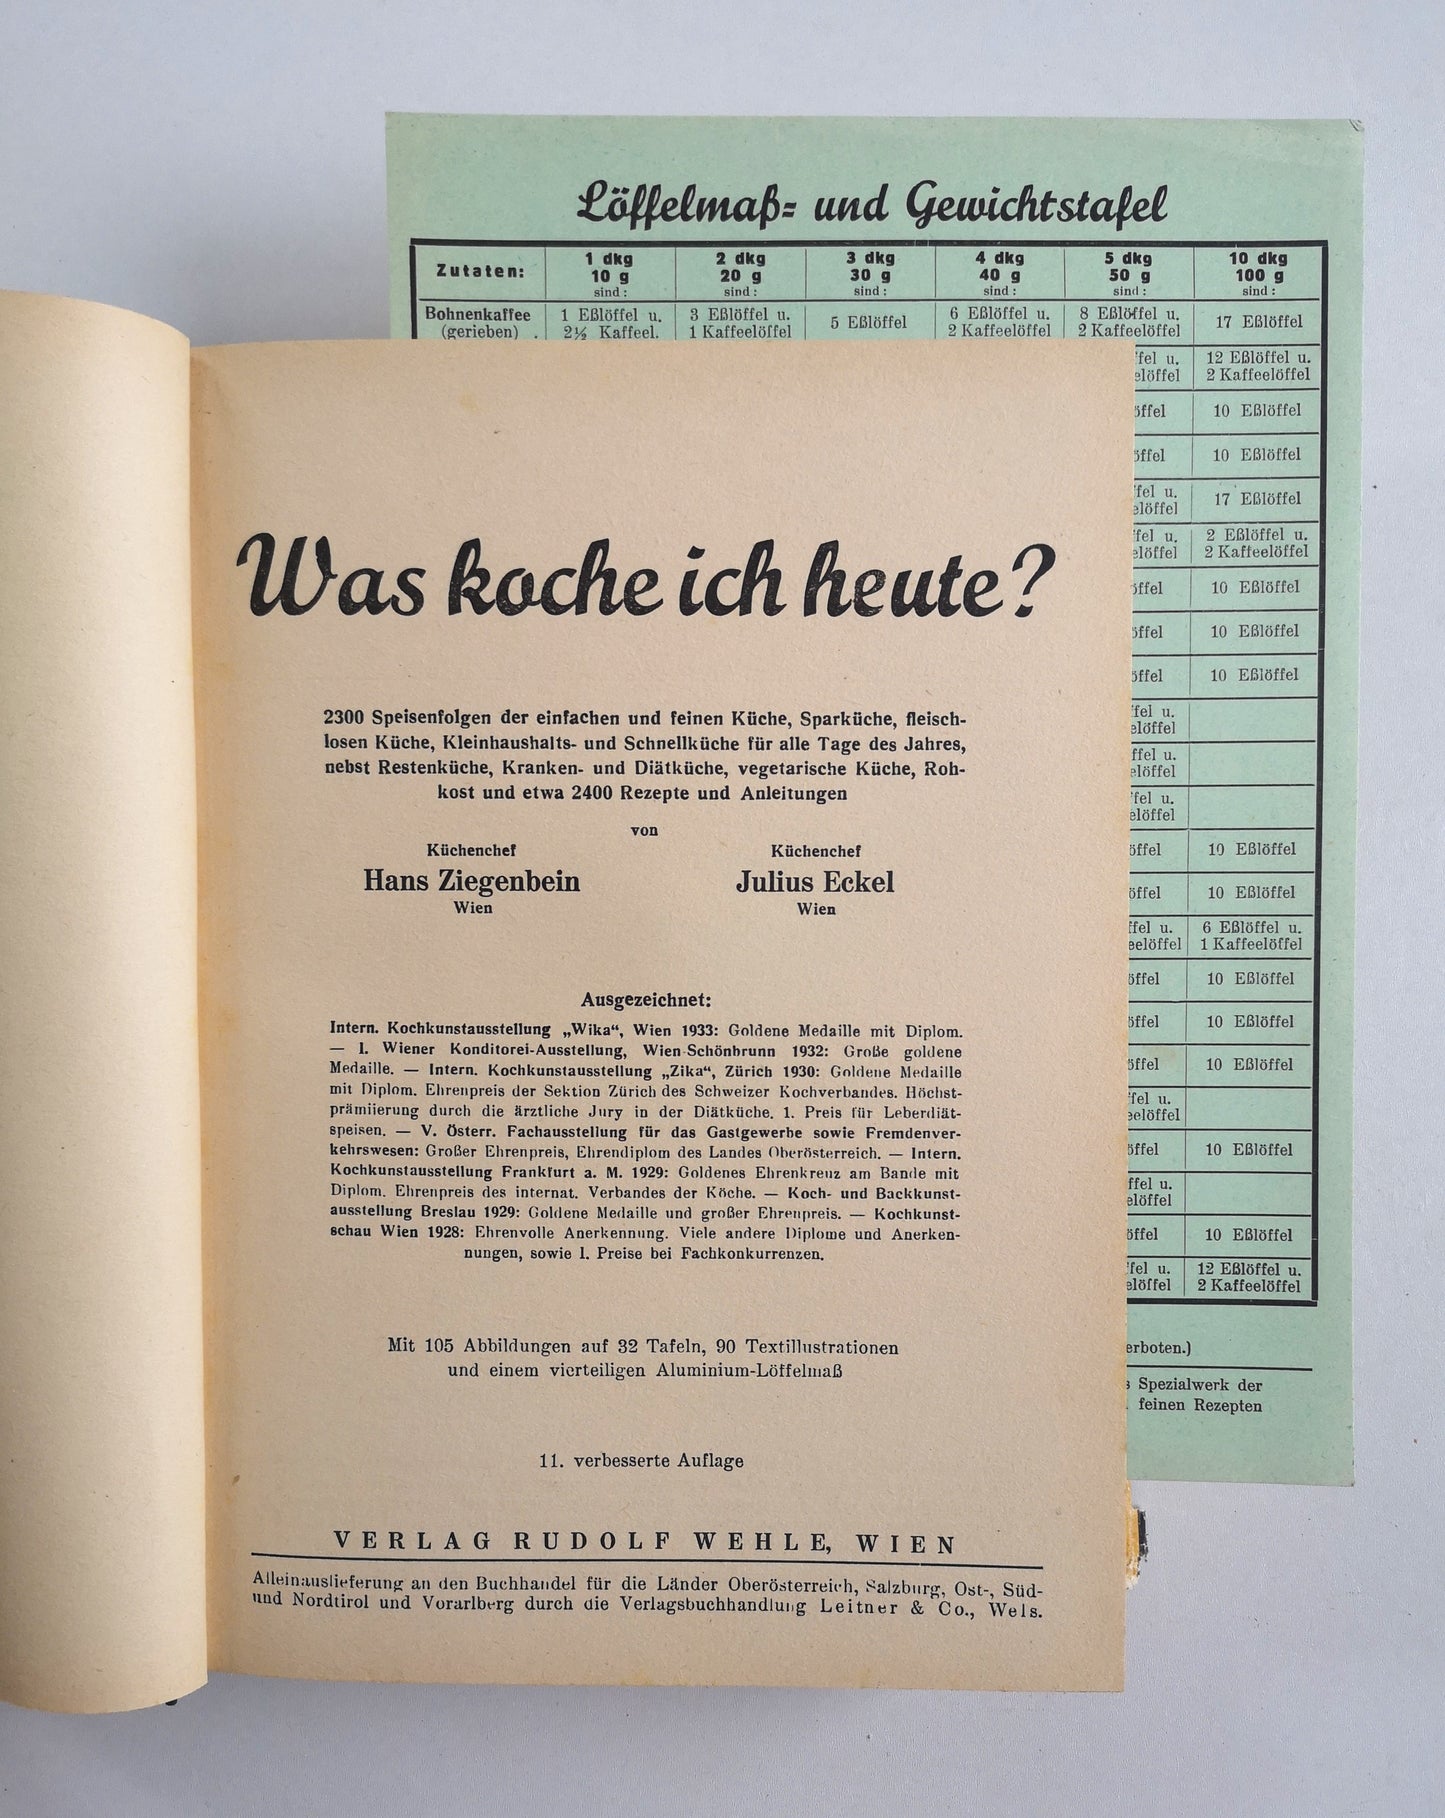 Löffelmaß- und Gewichtstafel
Zutaten: 1 dkg 10 g sind: 2 dkg 20 g sind: 3 dkg 30 g sind: 4 dkg 40 g sind: 5 dkg 50 g sind: 10 dkg 100 g sind:
Bohnenkaffee 1 Eßlöffel u. 3 Eßlöffel u. 5 Eßlöffel 6 Eßlöffel u. 8 Eßlöffel u. 17 Eßlöffel
(gerieben) . 2½ Kaffeel. 1 Kaffeelöffel 2 Kaffeelöffel 2 Kaffeelöffel
12 Eßlöffel u.
2 Kaffeelöffel
10 Eßlöffel
10 Eßlöffel
17 Eßlöffel
2 Eßlöffel u.
2 Kaffeelöffel
10 Eßlöffel
10 Eßlöffel
10 Eßlöffel
10 Eßlöffel
10 Eßlöffel
6 Eßlöffel u.
1 Kaffeelöffel
10 Eßlöffel
10 Eßlöffel
10 Eßlöffel
10 Eßlöffel
10 Eßlöffel
12 Eßlöffel u.
2 Kaffeelöffel
erboten.)
Spezialwerk der
feinen Rezepten
Was koche ich heute?
2300 Speisenfolgen der einfachen und feinen Küche, Sparküche, fleisch-
losen Küche, Kleinhaushalts- und Schnellküche für alle Tage des Jahres,
nebst Restenküche, Kranken- und Diätküche, vegetarische Küche, Roh-
kost und etwa 2400 Rezepte und Anleitungen
von
Küchenchef Küchenchef
Hans Ziegenbein Julius Eckel
Wien Wien
Ausgezeichnet:
Intern. Kochkunstausstellung „Wika“, Wien 1933: Goldene Medaille mit Diplom.
— I. Wiener Konditorei-Ausstellung, Wien-Schönbrunn 1932: Große goldene
Medaille. — Intern. Kochkunstausstellung „Zika“, Zürich 1930: Goldene Medaille
mit Diplom. Ehrenpreis der Sektion Zürich des Schweizer Kochverbandes. Höchst-
prämiierung durch die ärztliche Jury in der Diätküche. 1. Preis für Leberdiät-
speisen. — V. Österr. Fachausstellung für das Gastgewerbe sowie Fremdenver-
kehrswesen: Großer Ehrenpreis, Ehrendiplom des Landes Oberösterreich. — Intern.
Kochkunstausstellung Frankfurt a. M. 1929: Goldenes Ehrenkreuz am Bande mit
Diplom. Ehrenpreis des internat. Verbandes der Köche. — Koch- und Backkunst-
ausstellung Breslau 1929: Goldene Medaille und großer Ehrenpreis. — Kochkunst-
schau Wien 1928: Ehrenvolle Anerkennung. Viele andere Diplome und Anerken-
nungen, sowie 1. Preise bei Fachkonkurrenzen.
Mit 105 Abbildungen auf 32 Tafeln, 90 Textillustrationen
und einem vierteiligen Aluminium-Löffelmaß
11. verbesserte Auflage
VERLAG RUDOLF WEHLE, WIEN
Alleinauslieferung an den Buchhandel für die Länder Oberösterreich, Salzburg, Ost-, Süd-
und Nordtirol und Vorarlberg durch die Verlagsbuchhandlung Leitner & Co., Wels.